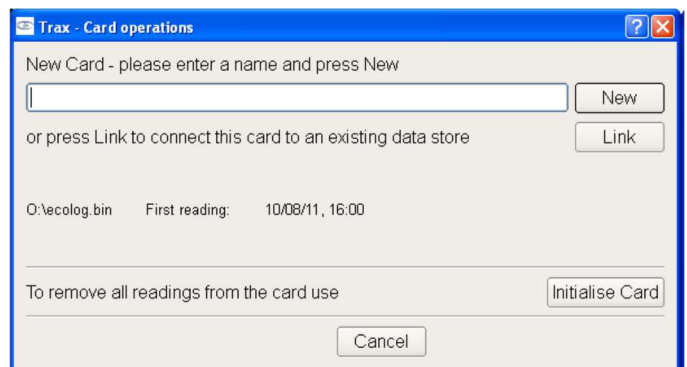 Trax - Card operations
New Card - please enter a name and press New
New
or press Link to connect this card to an existing data store
Link
O:\ecolog.bin First reading: 10/08/11, 16:00
To remove all readings from the card use
Initialise Card
Cancel